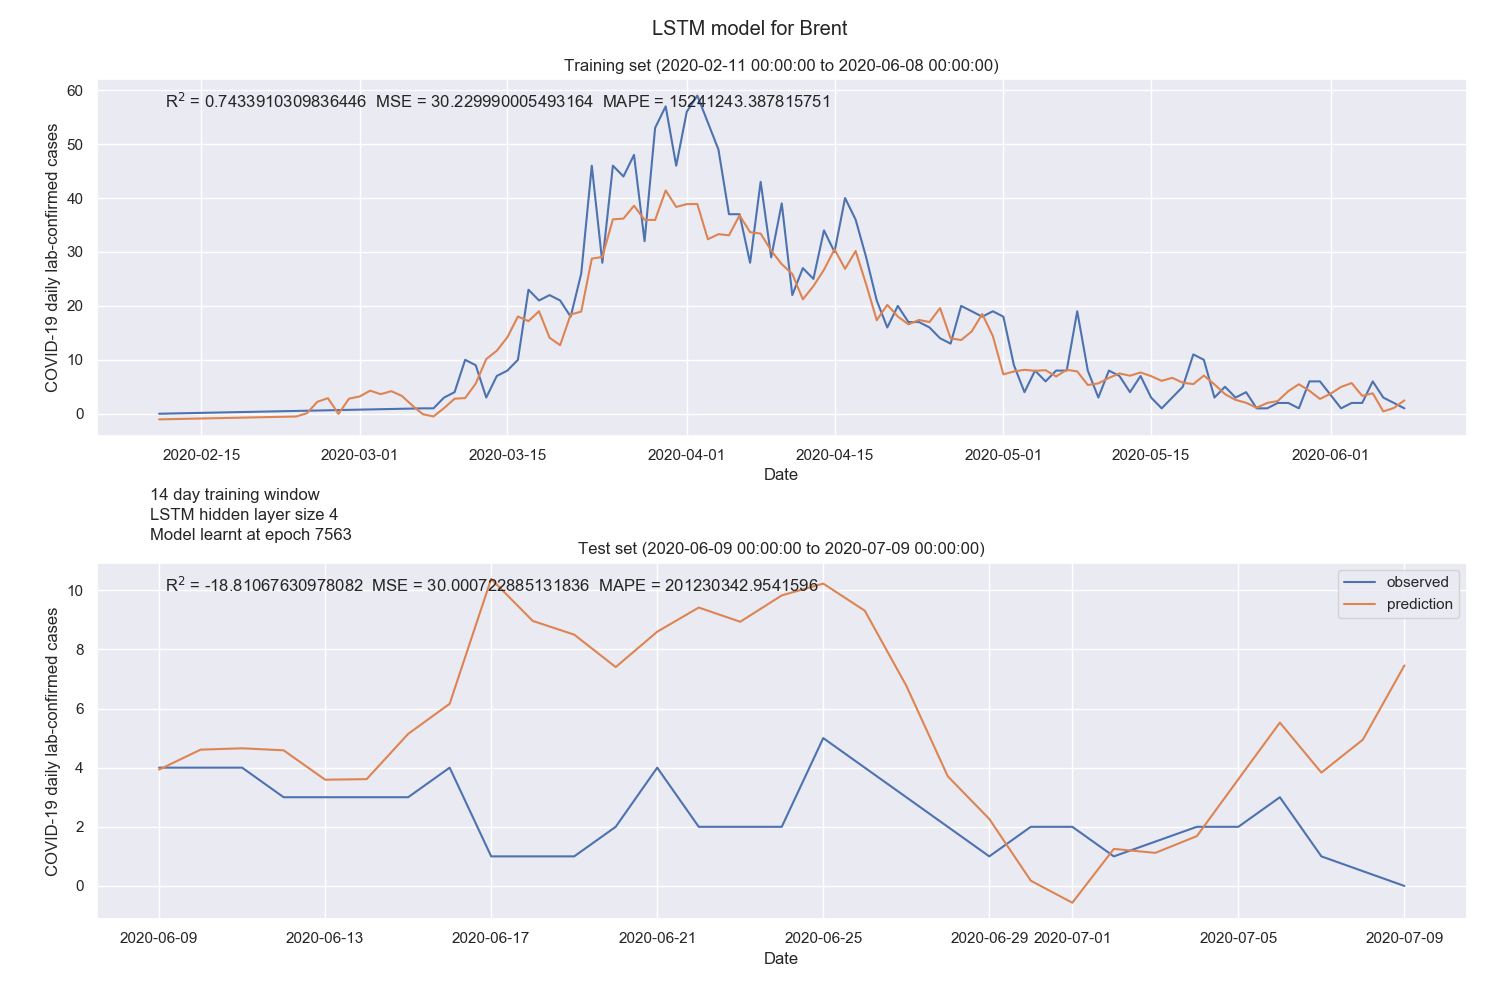 LSTM model for Brent
Training set (2020-02-11 00:00:00 to 2020-06-08 00:00:00)
R² = 0.7433910309836446 MSE = 30.229990005493164 MAPE = 15241243.387815751
COVID-19 daily lab-confirmed cases
60
50
40
30
20
10
0
2020-02-15 2020-03-01 2020-03-15 2020-04-01 2020-04-15 2020-05-01 2020-05-15 2020-06-01
Date
14 day training window
LSTM hidden layer size 4
Model learnt at epoch 7563
Test set (2020-06-09 00:00:00 to 2020-07-09 00:00:00)
R² = -18.81067630978082 MSE = 30.000722885131836 MAPE = 201230342.9541596
observed
prediction
COVID-19 daily lab-confirmed cases
10
8
6
4
2
0
2020-06-09 2020-06-13 2020-06-17 2020-06-21 2020-06-25 2020-06-29 2020-07-01 2020-07-05 2020-07-09
Date